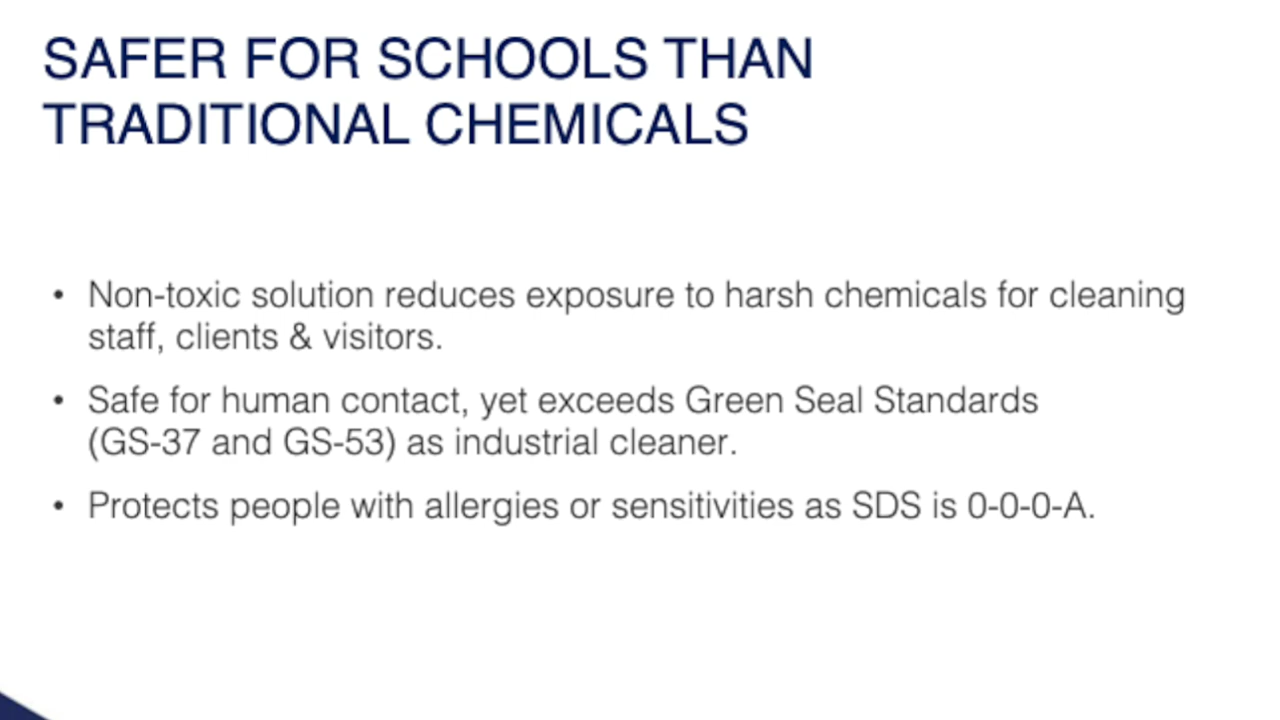 SAFER FOR SCHOOLS THAN
TRADITIONAL CHEMICALS
• Non-toxic solution reduces exposure to harsh chemicals for cleaning
staff, clients & visitors.
• Safe for human contact, yet exceeds Green Seal Standards
(GS-37 and GS-53) as industrial cleaner.
• Protects people with allergies or sensitivities as SDS is 0-0-0-A.